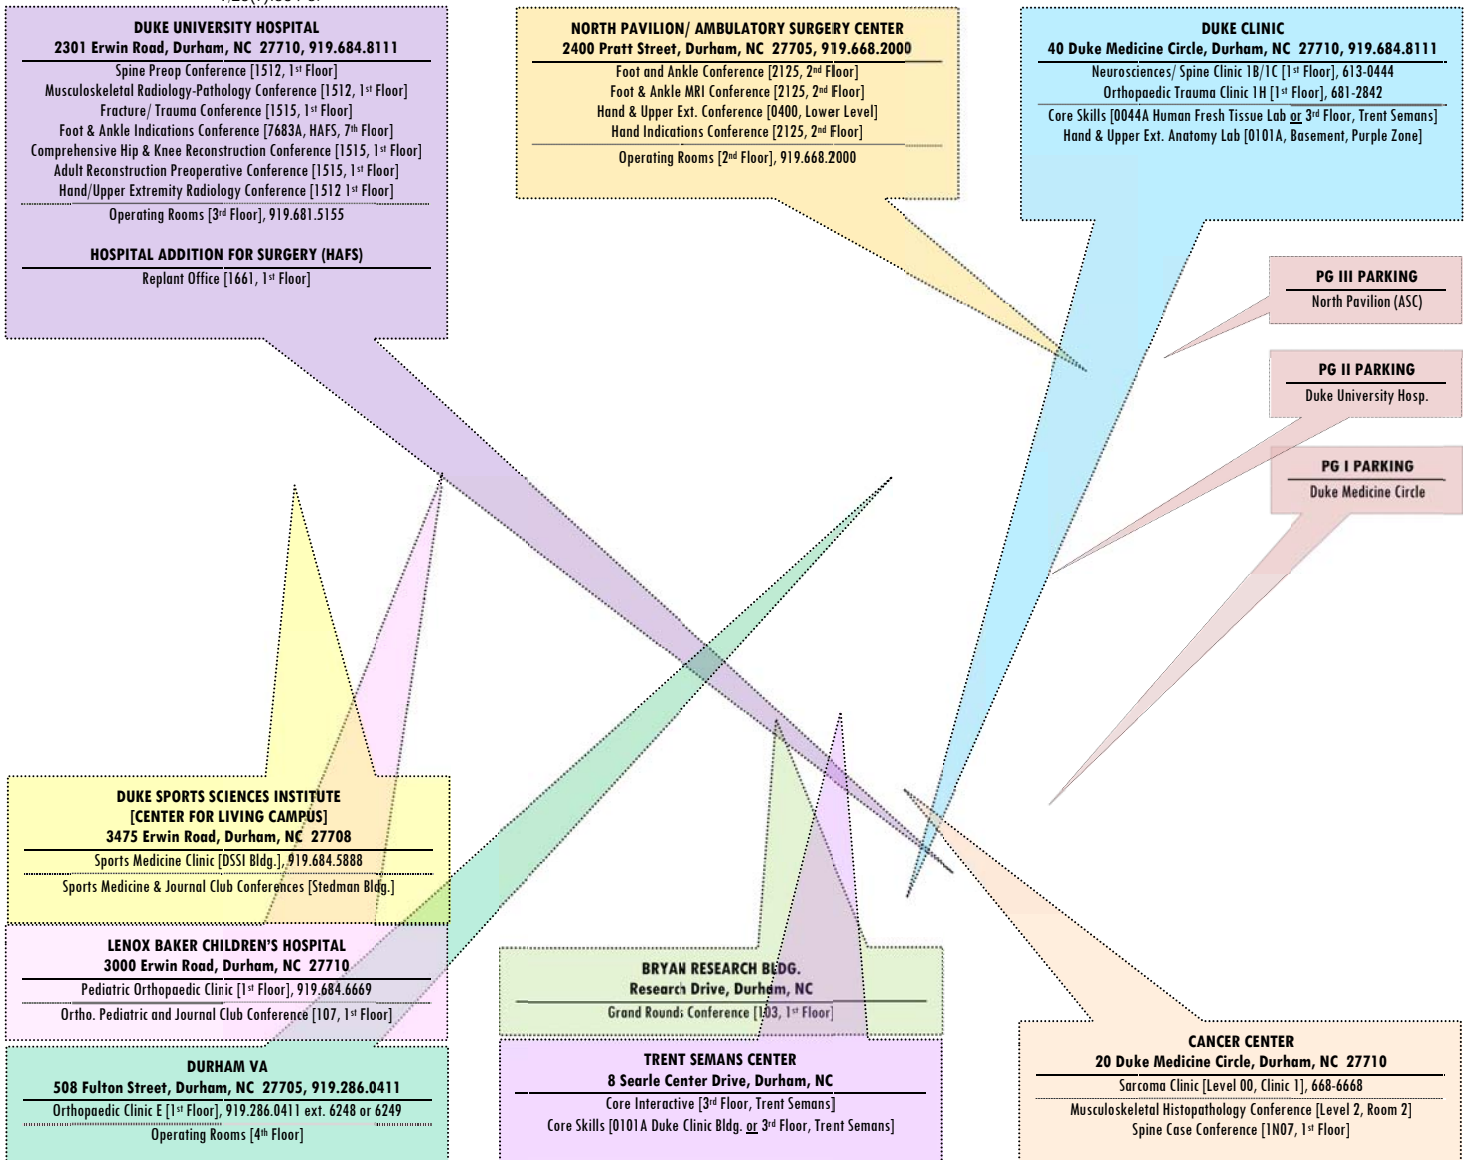 DUKE UNIVERSITY HOSPITAL
2301 Erwin Road, Durham, NC 27710, 919.684.8111
Spine Preop Conference [1512, 1st Floor]
Musculoskeletal Radiology-Pathology Conference [1512, 1st Floor]
Fracture/ Trauma Conference [1515, 1st Floor]
Foot & Ankle Indications Conference [7683A, HAFS, 7th Floor]
Comprehensive Hip & Knee Reconstruction Conference [1515, 1st Floor]
Adult Reconstruction Preoperative Conference [1515, 1st Floor]
Hand/Upper Extremity Radiology Conference [1512 1st Floor]
Operating Rooms [3rd Floor], 919.681.5155
HOSPITAL ADDITION FOR SURGERY (HAFS)
Replant Office [1661, 1st Floor]
NORTH PAVILION/ AMBULATORY SURGERY CENTER
2400 Pratt Street, Durham, NC 27705, 919.668.2000
Foot and Ankle Conference [2125, 2nd Floor]
Foot & Ankle MRI Conference [2125, 2nd Floor]
Hand & Upper Ext. Conference [0400, Lower Level]
Hand Indications Conference [2125, 2nd Floor]
Operating Rooms [2nd Floor], 919.668.2000
DUKE CLINIC
40 Duke Medicine Circle, Durham, NC 27710, 919.684.8111
Neurosciences/ Spine Clinic 1B/1C [1st Floor], 613-0444
Orthopaedic Trauma Clinic 1H [1st Floor], 681-2842
Core Skills [0044A Human Fresh Tissue Lab or 3rd Floor, Trent Semans]
Hand & Upper Ext. Anatomy Lab [0101A, Basement, Purple Zone]
PG III PARKING
North Pavilion (ASC)
PG II PARKING
Duke University Hosp.
PG I PARKING
Duke Medicine Circle
DUKE SPORTS SCIENCES INSTITUTE
[CENTER FOR LIVING CAMPUS]
3475 Erwin Road, Durham, NC 27708
Sports Medicine Clinic [DSSI Bldg.], 919.684.5888
Sports Medicine & Journal Club Conferences [Stedman Bldg.]
LENOX BAKER CHILDREN'S HOSPITAL
3000 Erwin Road, Durham, NC 27710
Pediatric Orthopaedic Clinic [1st Floor], 919.684.6669
Ortho. Pediatric and Journal Club Conference [107, 1st Floor]
DURHAM VA
508 Fulton Street, Durham, NC 27705, 919.286.0411
Orthopaedic Clinic E [1st Floor], 919.286.0411 ext. 6248 or 6249
Operating Rooms [4th Floor]
BRYAN RESEARCH BLDG.
Research Drive, Durham, NC
Grand Rounds Conference [103, 1st Floor]
TRENT SEMANS CENTER
8 Searle Center Drive, Durham, NC
Core Interactive [3rd Floor, Trent Semans]
Core Skills [0101A Duke Clinic Bldg. or 3rd Floor, Trent Semans]
CANCER CENTER
20 Duke Medicine Circle, Durham, NC 27710
Sarcoma Clinic [Level 00, Clinic 1], 668-6668
Musculoskeletal Histopathology Conference [Level 2, Room 2]
Spine Case Conference [1N07, 1st Floor]